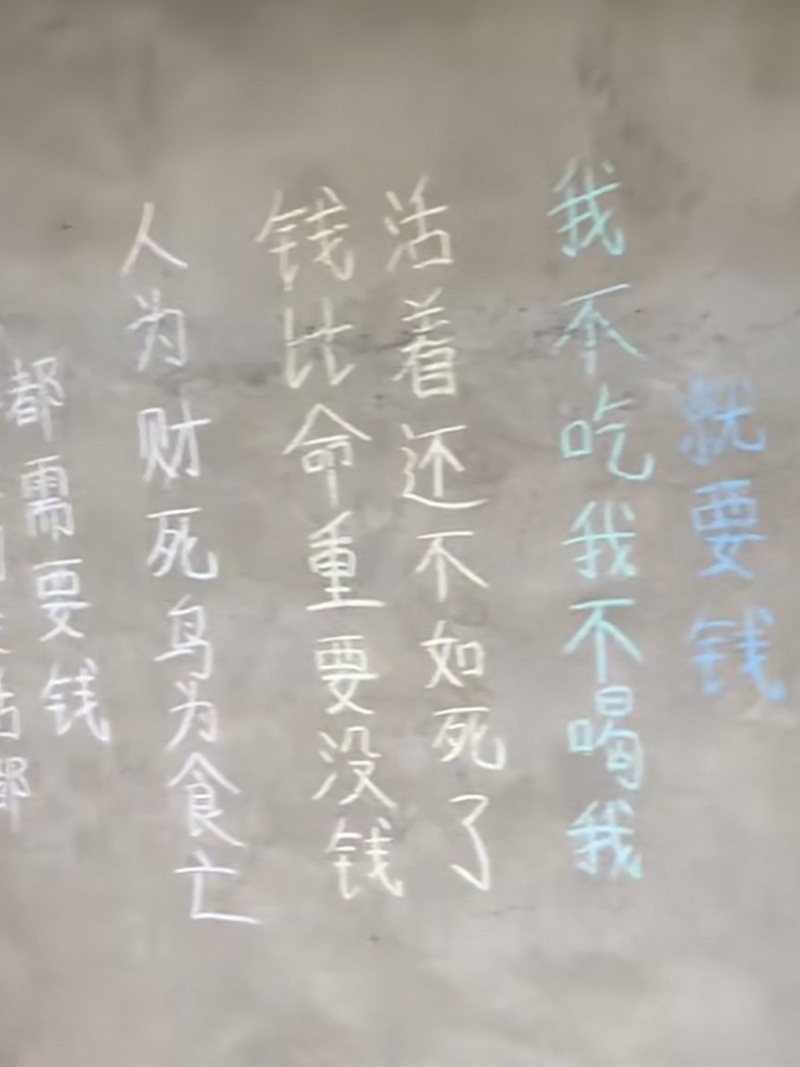 都
都需要钱
人为财死鸟为食亡
钱比命重要没钱
活着还不如死了
我不吃我不喝我
就要钱